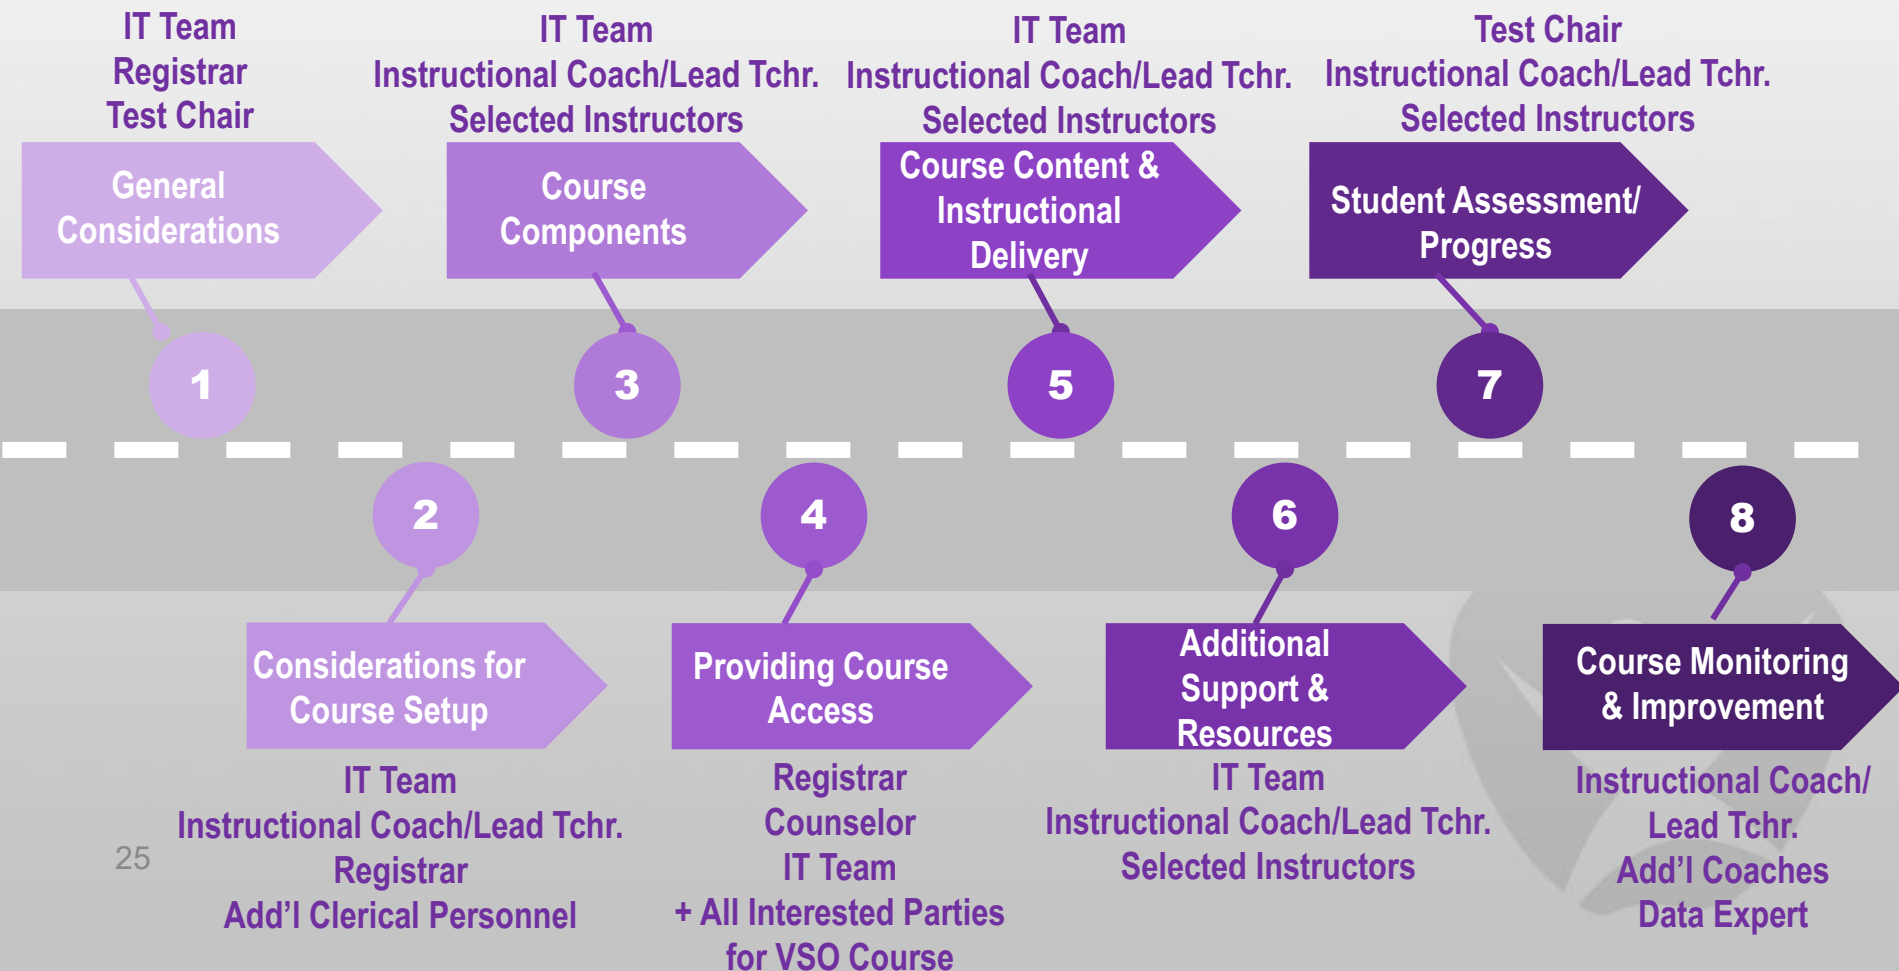 IT Team
Registrar
Test Chair
General
Considerations
1
Considerations for
Course Setup
2
IT Team
Instructional Coach/Lead Tchr.
Registrar
Add’l Clerical Personnel
IT Team
Instructional Coach/Lead Tchr.
Selected Instructors
Course
Components
3
Providing Course
Access
4
Registrar
Counselor
IT Team
+ All Interested Parties
for VSO Course
IT Team
Instructional Coach/Lead Tchr.
Selected Instructors
Course Content &
Instructional
Delivery
5
Additional
Support &
Resources
6
IT Team
Instructional Coach/Lead Tchr.
Selected Instructors
Test Chair
Instructional Coach/Lead Tchr.
Selected Instructors
Student Assessment/
Progress
7
8
Course Monitoring
& Improvement
Instructional Coach/
Lead Tchr.
Add’l Coaches
Data Expert
25